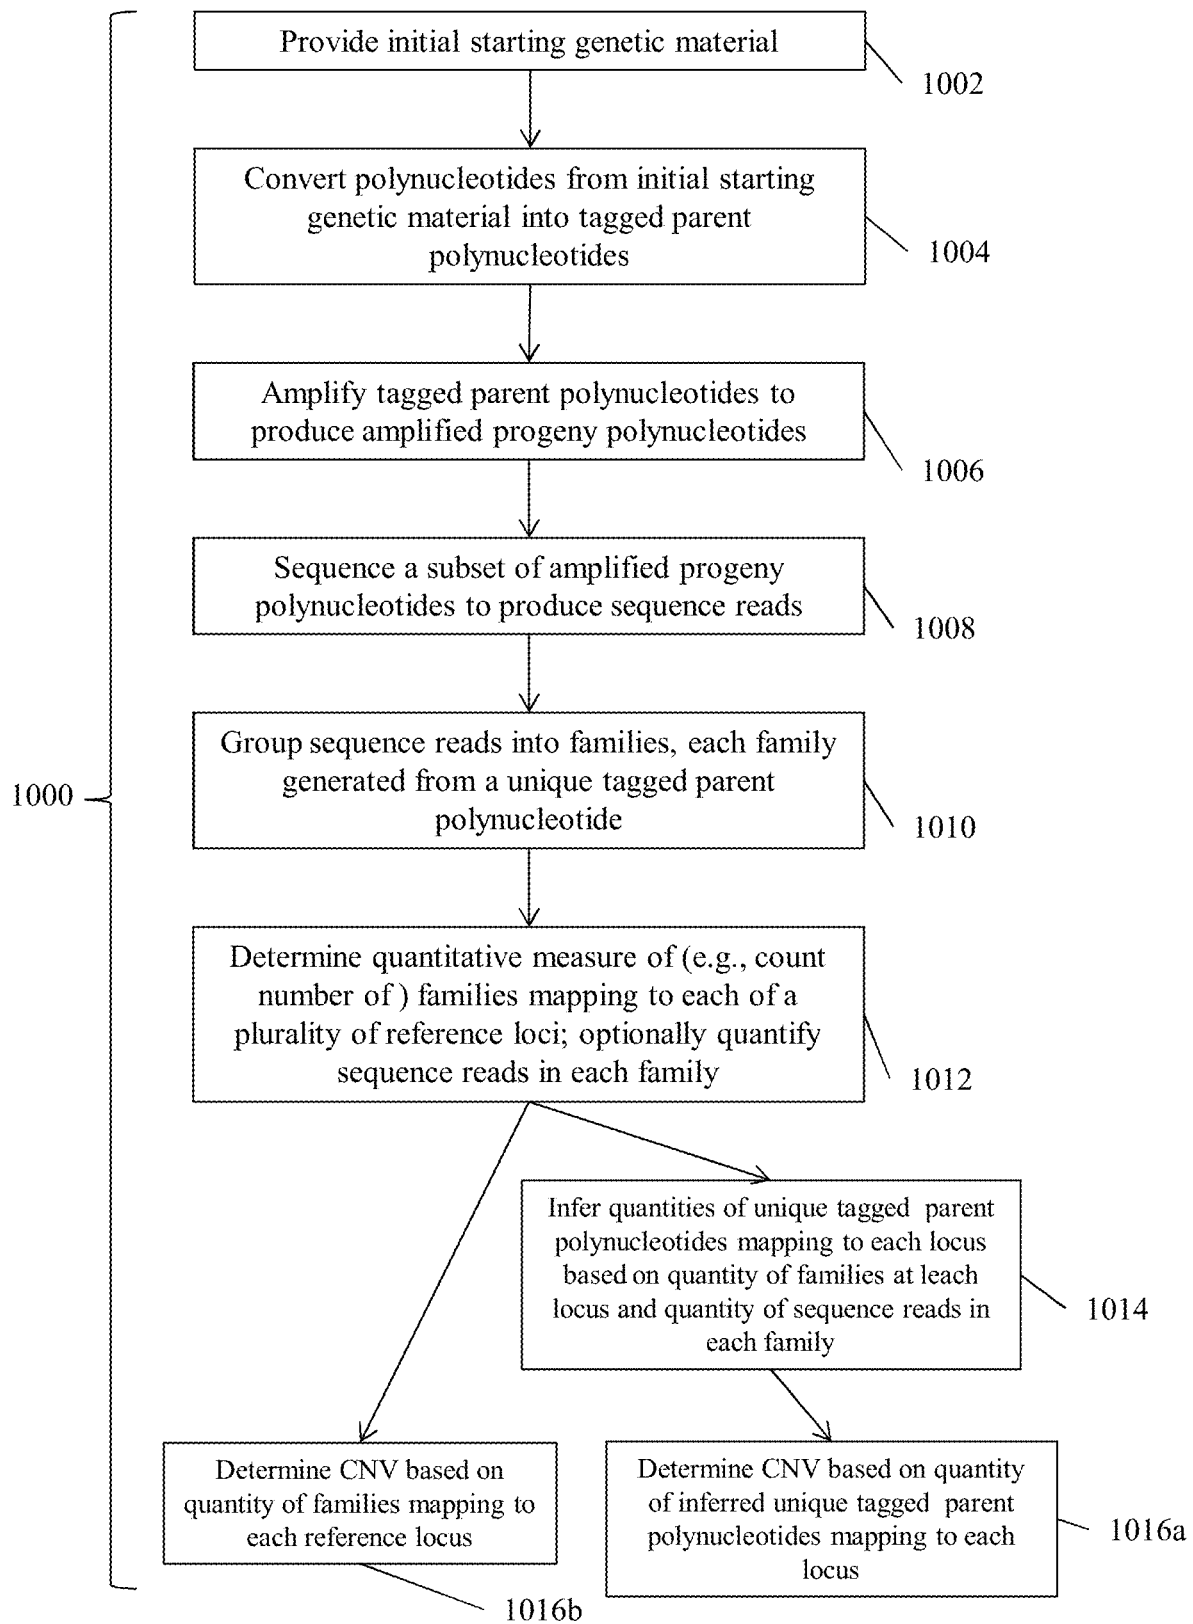 Provide initial starting genetic material
1002
Convert polynucleotides from initial starting
genetic material into tagged parent
polynucleotides
1004
Amplify tagged parent polynucleotides to
produce amplified progeny polynucleotides
1006
Sequence a subset of amplified progeny
polynucleotides to produce sequence reads
1008
Group sequence reads into families, each family
generated from a unique tagged parent
polynucleotide
1010
1000
Determine quantitative measure of (e.g., count
number of ) families mapping to each of a
plurality of reference loci; optionally quantify
sequence reads in each family
1012
Infer quantities of unique tagged parent
polynucleotides mapping to each locus
based on quantity of families at leach
locus and quantity of sequence reads in
each family
1014
Determine CNV based on
quantity of families mapping to
each reference locus
1016b
Determine CNV based on quantity
of inferred unique tagged parent
polynucleotides mapping to each
locus
1016a